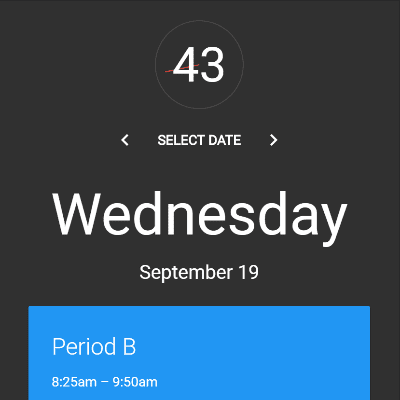 43
SELECT DATE
Wednesday
September 19
Period B
8:25am – 9:50am